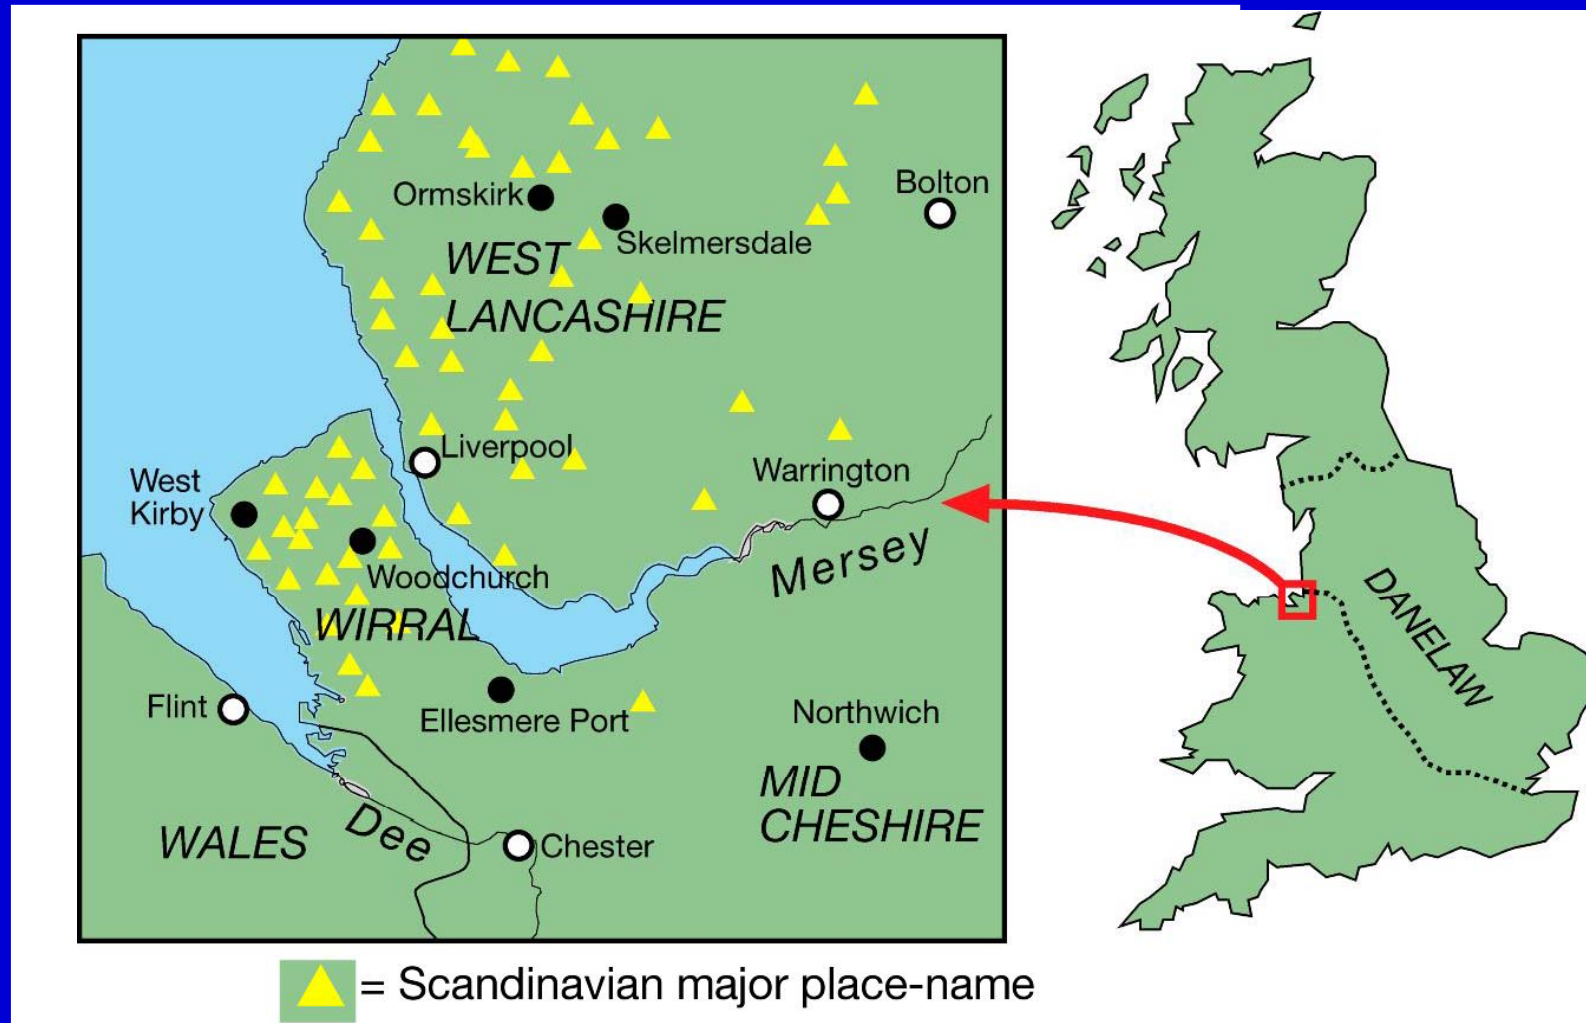 Ormskirk
Bolton
Skelmersdale
WEST
LANCASHIRE
Liverpool
West
Kirby
Warrington
Mersey
Woodchurch
WIRRAL
DANELAW
Flint
Ellesmere Port
Northwich
MID
CHESHIRE
WALES
Dee
Chester
= Scandinavian major place-name